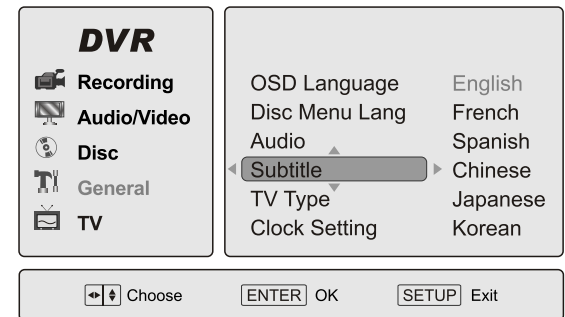 DVR
Recording
Audio/Video
Disc
General
TV
OSD Language English
Disc Menu Lang French
Audio Spanish
Subtitle Chinese
TV Type Japanese
Clock Setting Korean
Choose ENTER OK SETUP Exit